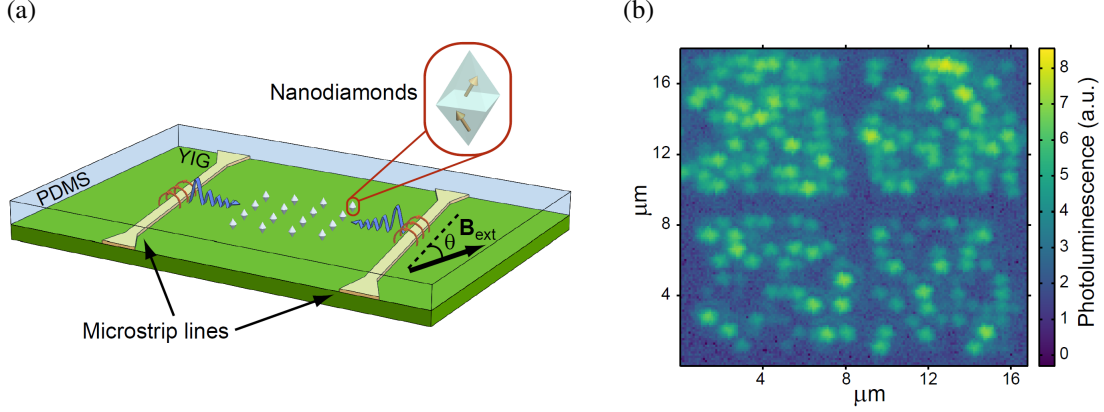 (a)
Nanodiamonds
YIG
PDMS
B_ext
θ
Microstrip lines
(b)
16
12
8
4
μm
4 8 12 16
μm
8
7
6
5
4
3
2
1
0
Photoluminescence (a.u.)